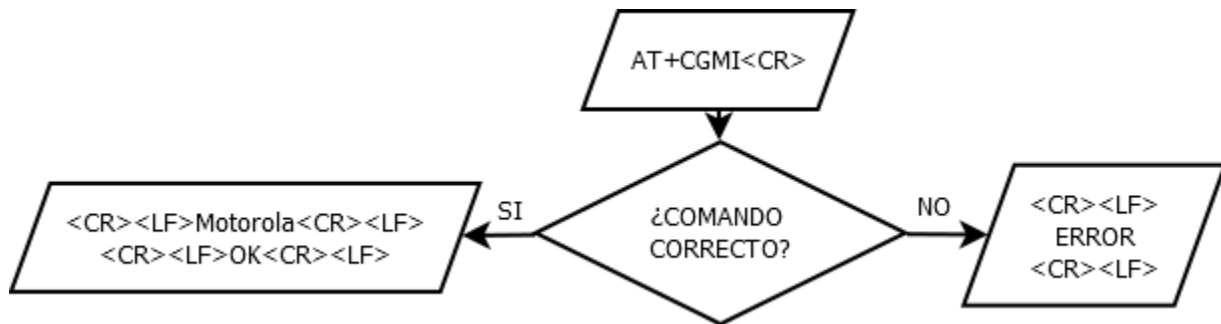 AT+CGMI<CR>
SI
¿COMANDO
CORRECTO?
NO
<CR><LF>Motorola<CR><LF>
<CR><LF>OK<CR><LF>
<CR><LF>
ERROR
<CR><LF>